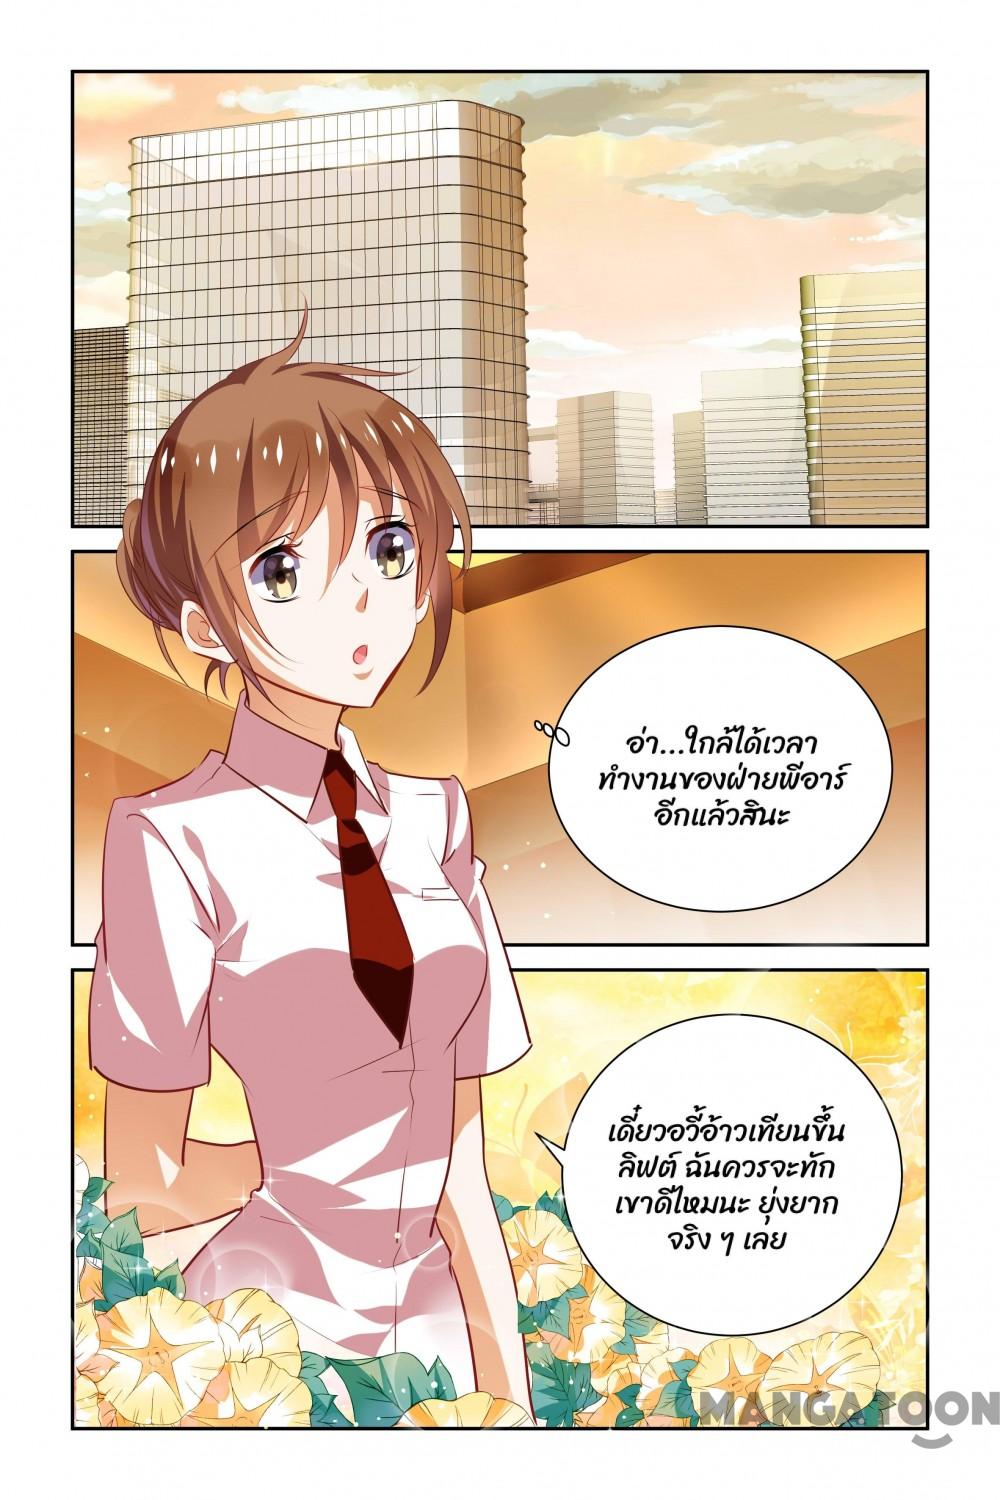 อ่า...ใกล้ได้เวลา
ทำงานของฝ่ายพีอาร์
อีกแล้วสินะ
เดี๋ยวอวี้อ้าวเทียนขึ้น
ลิฟต์ ฉันควรจะทัก
เขาดีไหมนะ ยุ่งยาก
จริง ๆ เลย
MANGATOON